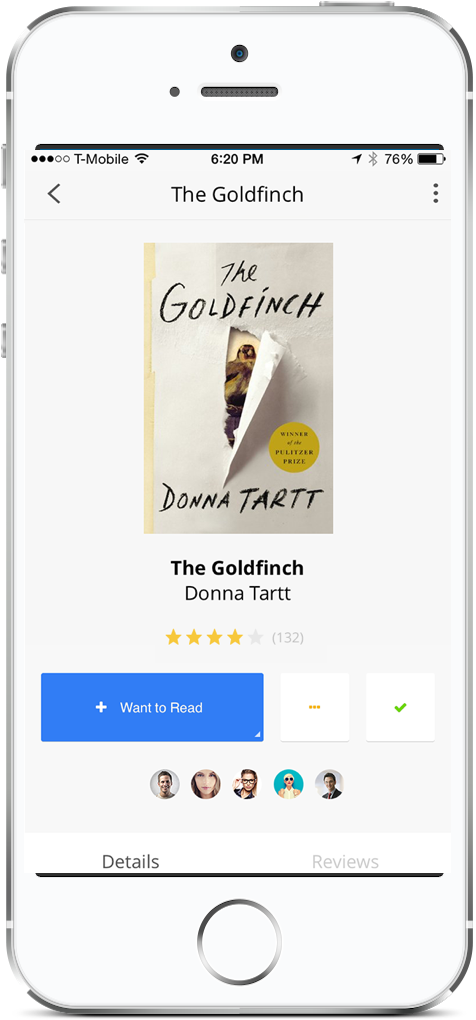 T-Mobile 6:20 PM 76%
The Goldfinch
The
GOLDFINCH
WINNER
of the
PULITZER
PRIZE
DONNA TARTT
The Goldfinch
Donna Tartt
(132)
Want to Read
Details Reviews